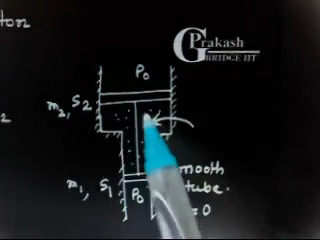 ton
Prakash
BRIDGE IIT
P₀
m₂, S₂
2
m₁, S₁
P₀
mooth
tube.
= 0